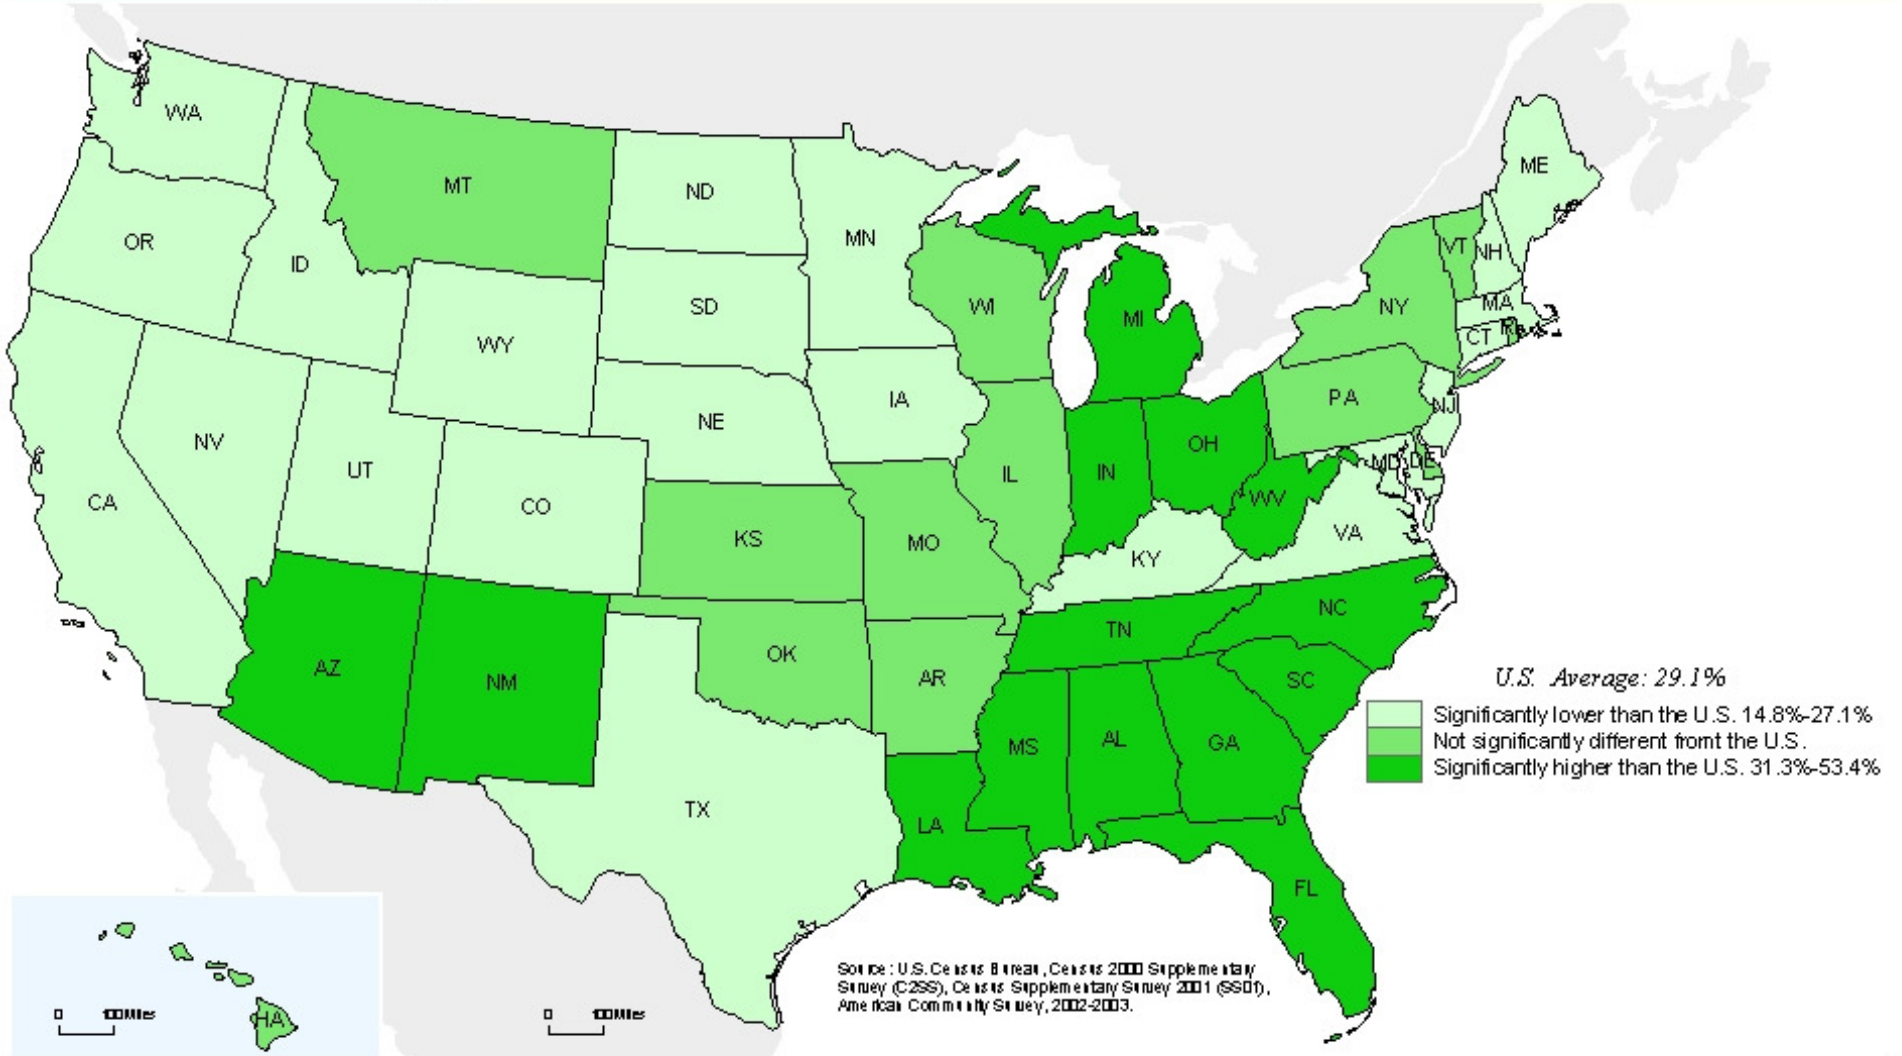 WA
MT
ND
MN
ME
OR
ID
VT
NH
SD
WI
NY
MA
MI
CT
RI
WY
IA
PA
NJ
NE
NV
OH
UT
IL
IN
MD
DE
CA
CO
WV
VA
KS
MO
KY
NC
TN
OK
AZ
NM
AR
SC
MS
AL
GA
TX
LA
FL
HA
U.S. Average: 29.1%
Significantly lower than the U.S. 14.8%-27.1%
Not significantly different fromt the U.S.
Significantly higher than the U.S. 31.3%-53.4%
Source: U.S. Census Bureau, Census 2000 Supplementary
Survey (C2SS), Census Supplementary Survey 2001 (SS01),
American Community Survey, 2002-2003.
0 100 Miles
0 100 Miles